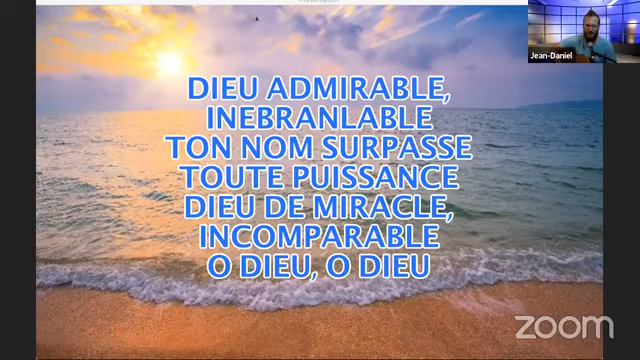 Jean-Daniel
DIEU ADMIRABLE,
INEBRANLABLE
TON NOM SURPASSE
TOUTE PUISSANCE
DIEU DE MIRACLE,
INCOMPARABLE
O DIEU, O DIEU
zoom